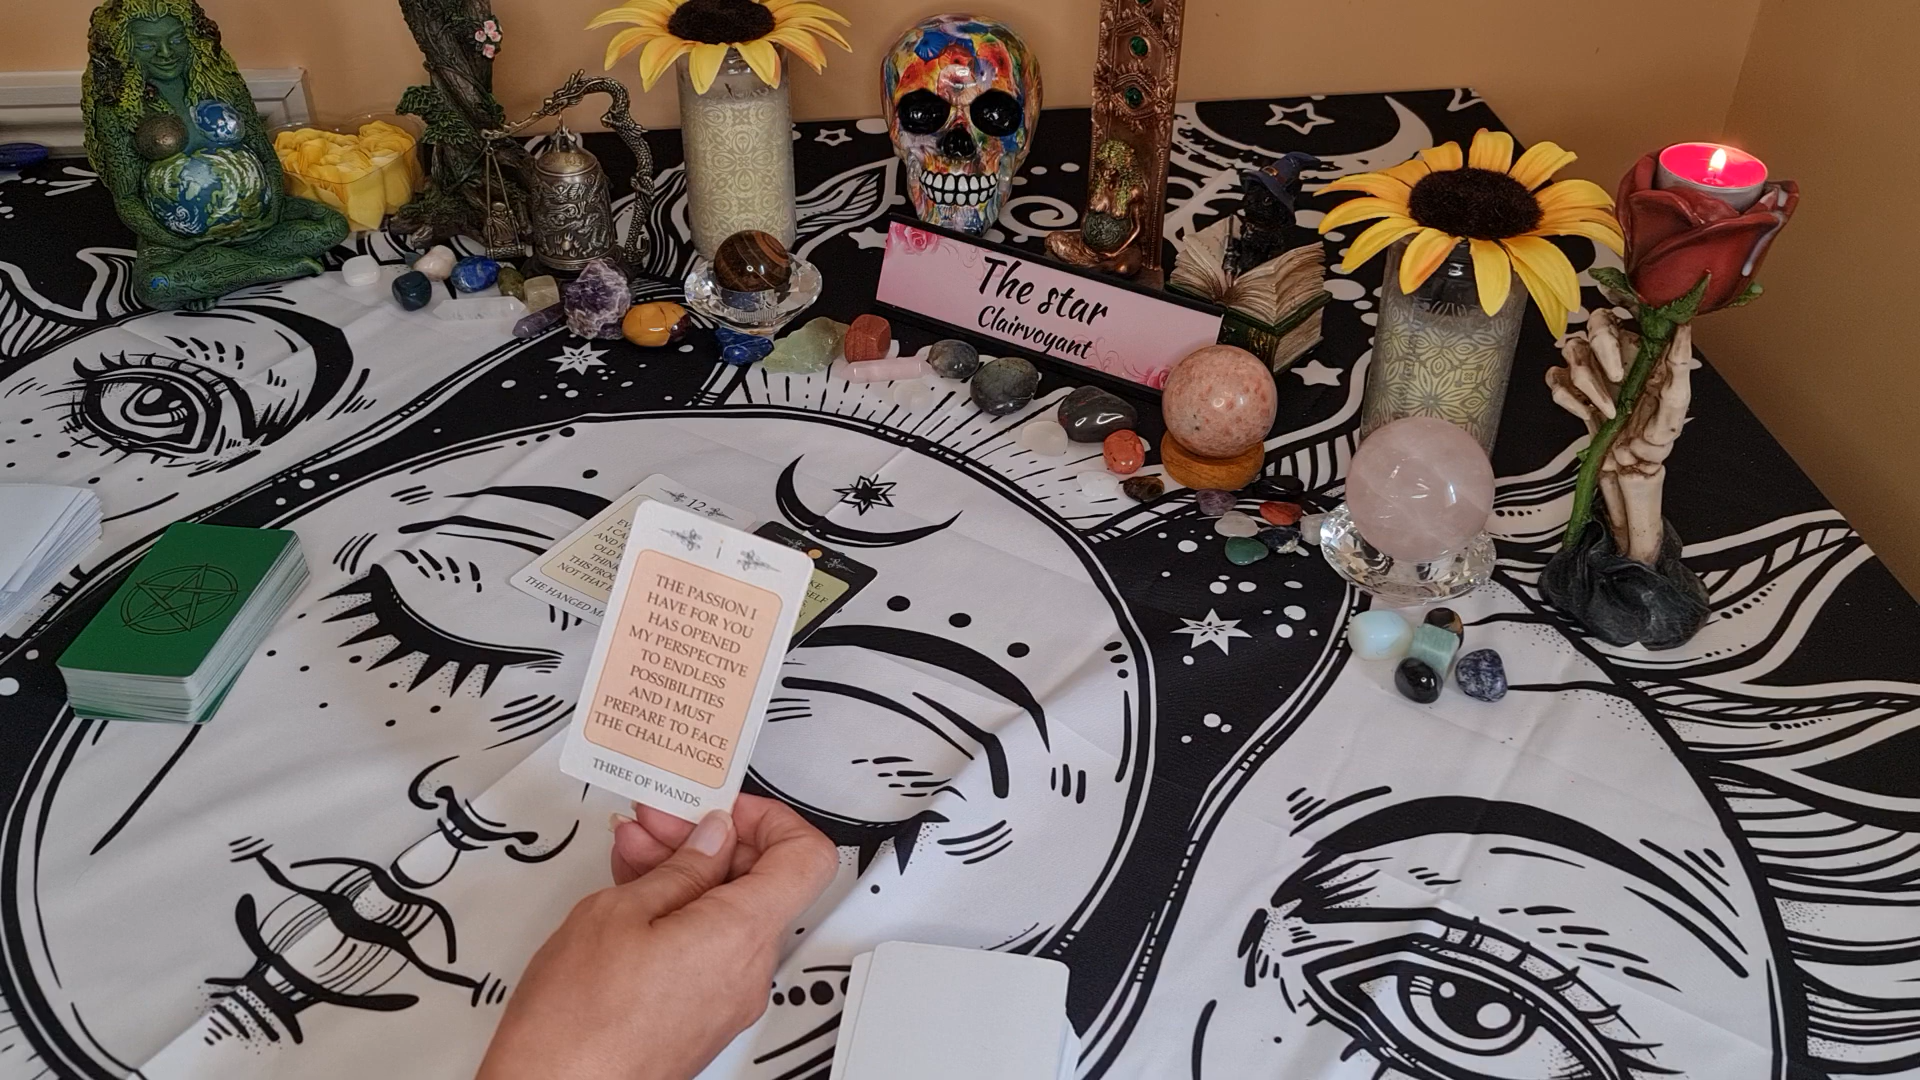 The star
Clairvoyant
12
THE HANGED
THE PASSION I
HAVE FOR YOU
HAS OPENED
MY PERSPECTIVE
TO ENDLESS
POSSIBILITIES
AND I MUST
PREPARE TO FACE
THE CHALLANGES.
THREE OF WANDS